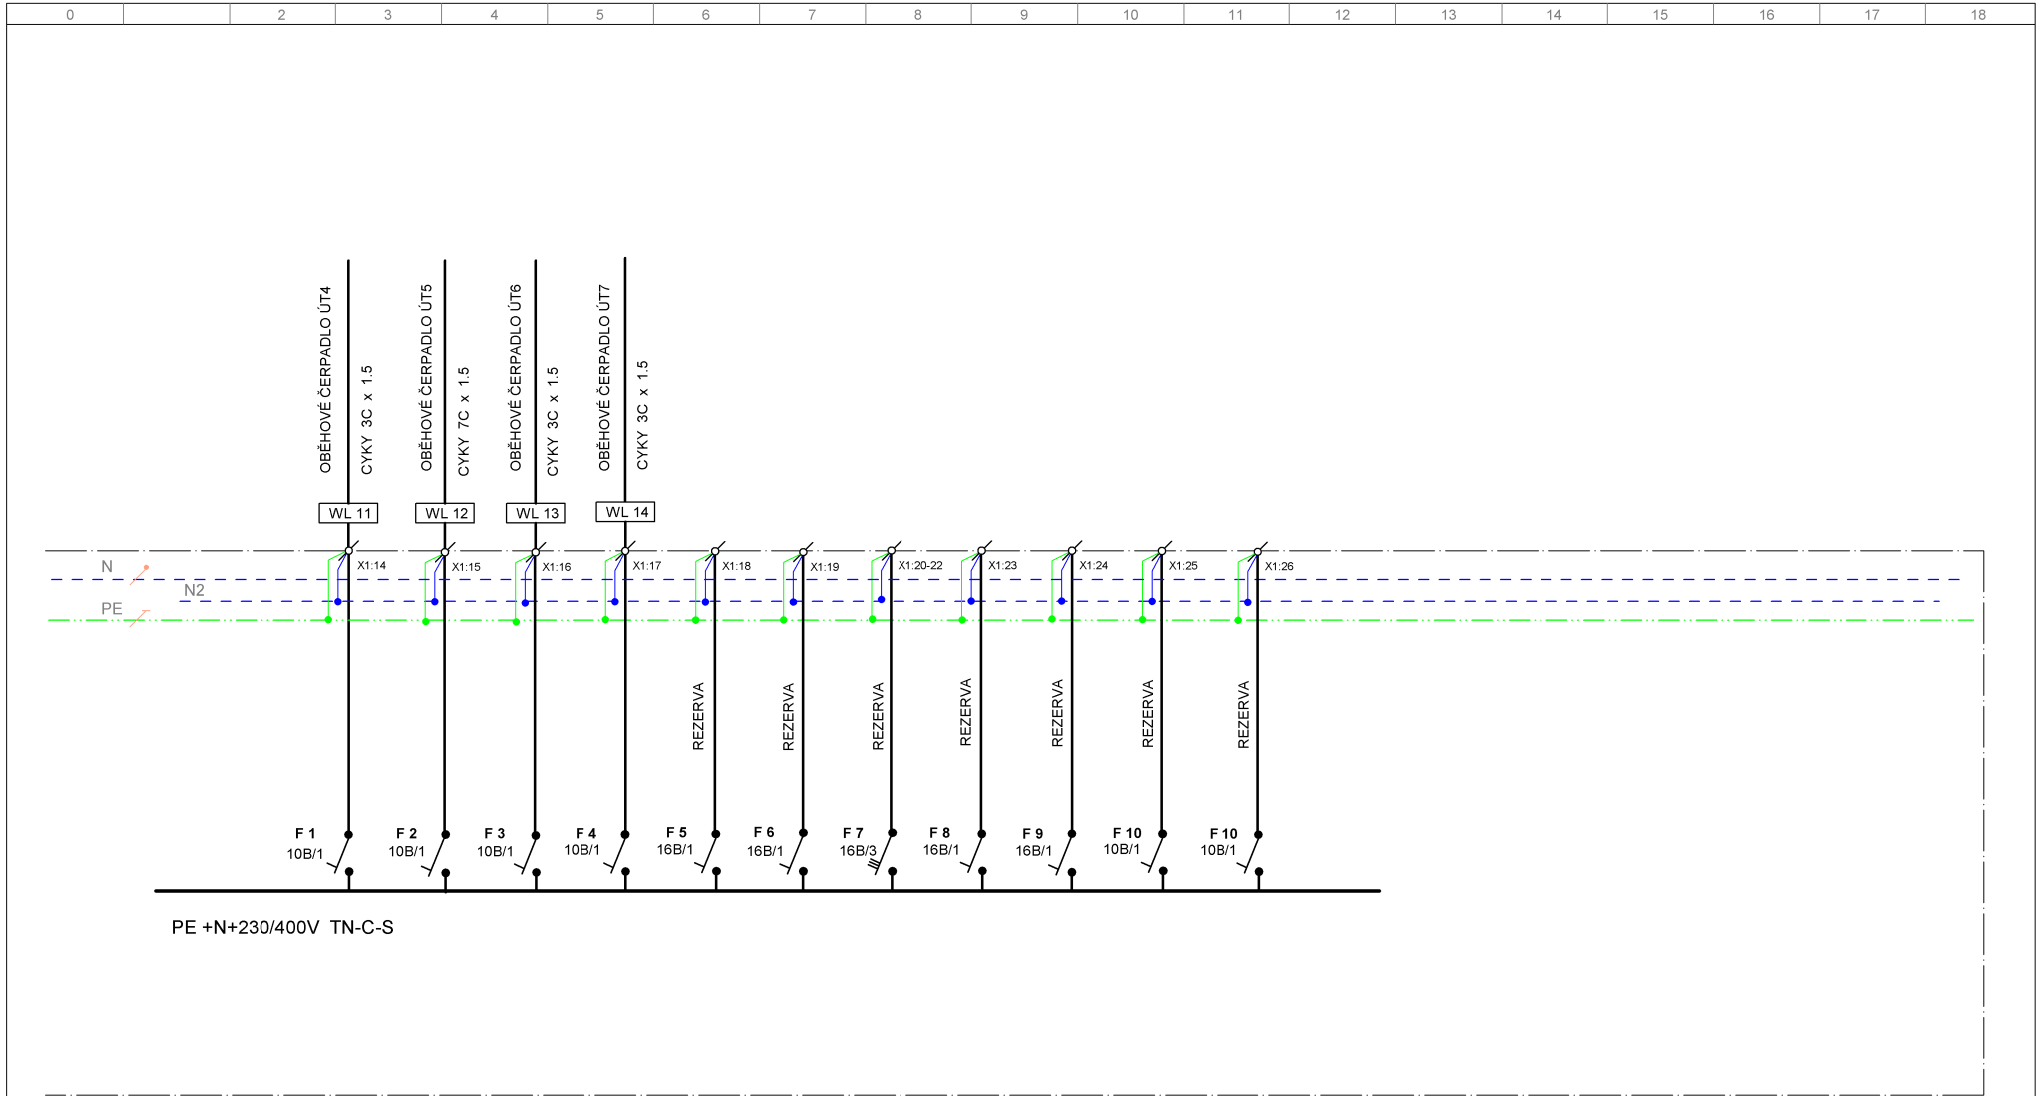 0 2 3 4 5 6 7 8 9 10 11 12 13 14 15 16 17 18
OBĚHOVÉ ČERPADLO ÚT4
CYKY 3C x 1.5
OBĚHOVÉ ČERPADLO ÚT5
CYKY 7C x 1.5
OBĚHOVÉ ČERPADLO ÚT6
CYKY 3C x 1.5
OBĚHOVÉ ČERPADLO ÚT7
CYKY 3C x 1.5
WL 11 WL 12 WL 13 WL 14
N
X1:14 X1:15 X1:16 X1:17 X1:18 X1:19 X1:20-22 X1:23 X1:24 X1:25 X1:26
N2
PE
REZERVA
REZERVA
REZERVA
REZERVA
REZERVA
REZERVA
REZERVA
F 1 F 2 F 3 F 4 F 5 F 6 F 7 F 8 F 9 F 10 F 10
10B/1 10B/1 10B/1 10B/1 16B/1 16B/1 16B/3 16B/1 16B/1 10B/1 10B/1
PE +N+230/400V TN-C-S